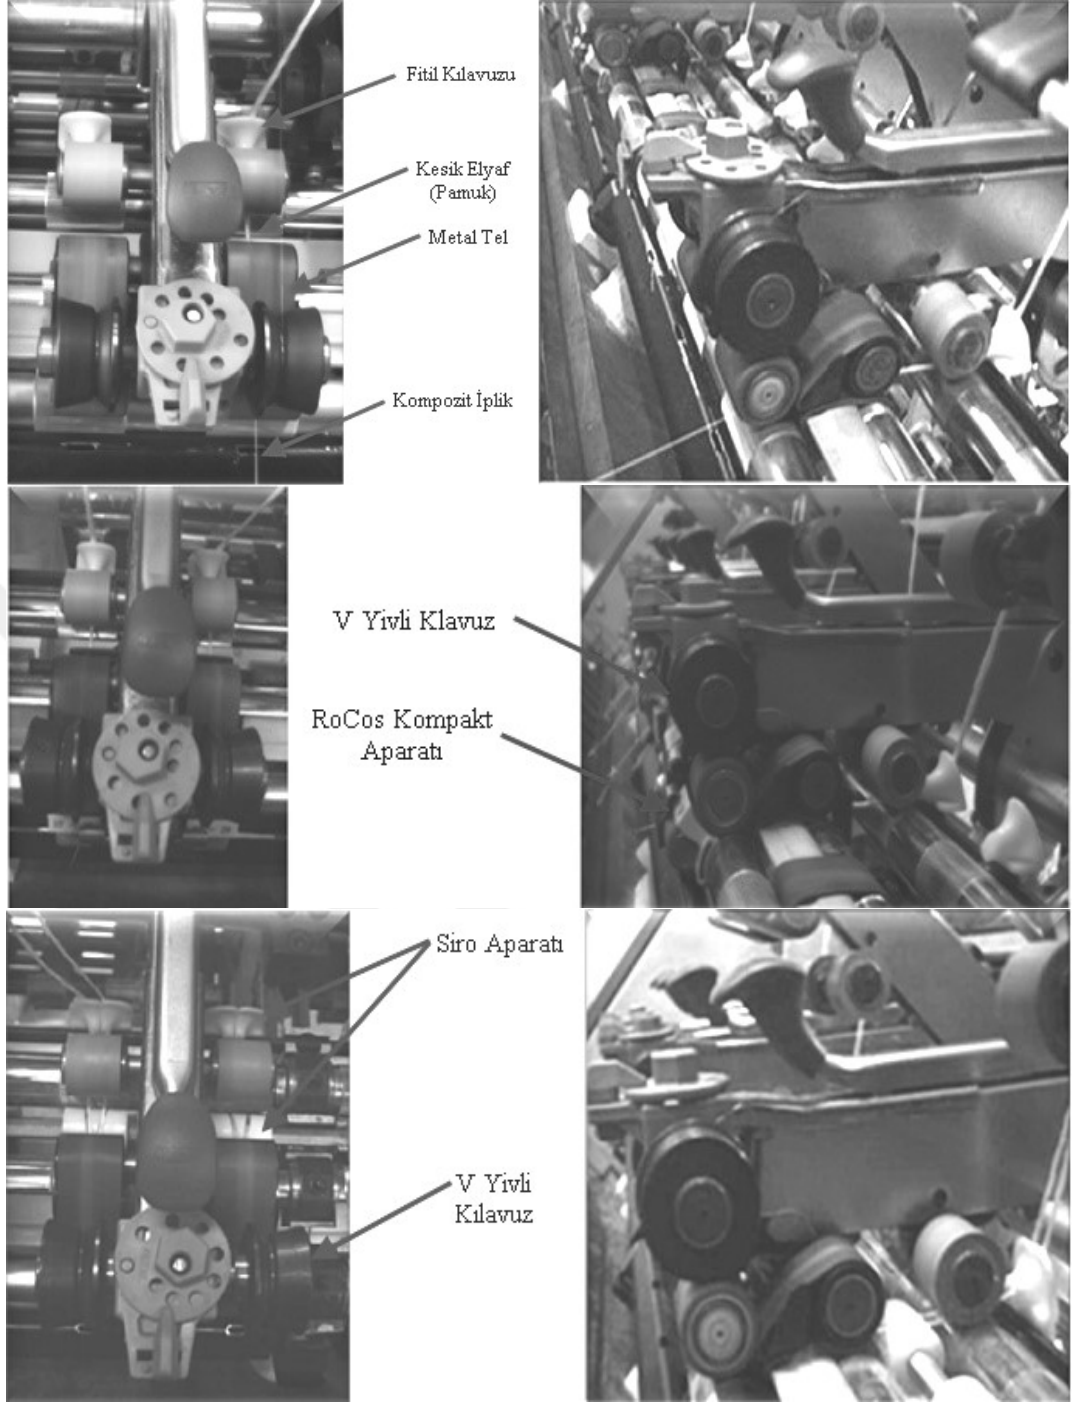 Fitil Kılavuzu
Kesik Elyaf
(Pamuk)
Metal Tel
Kompozit İplik
V Yivli Klavuz
RoCos Kompakt
Aparatı
Siro Aparatı
V Yivli
Kılavuz